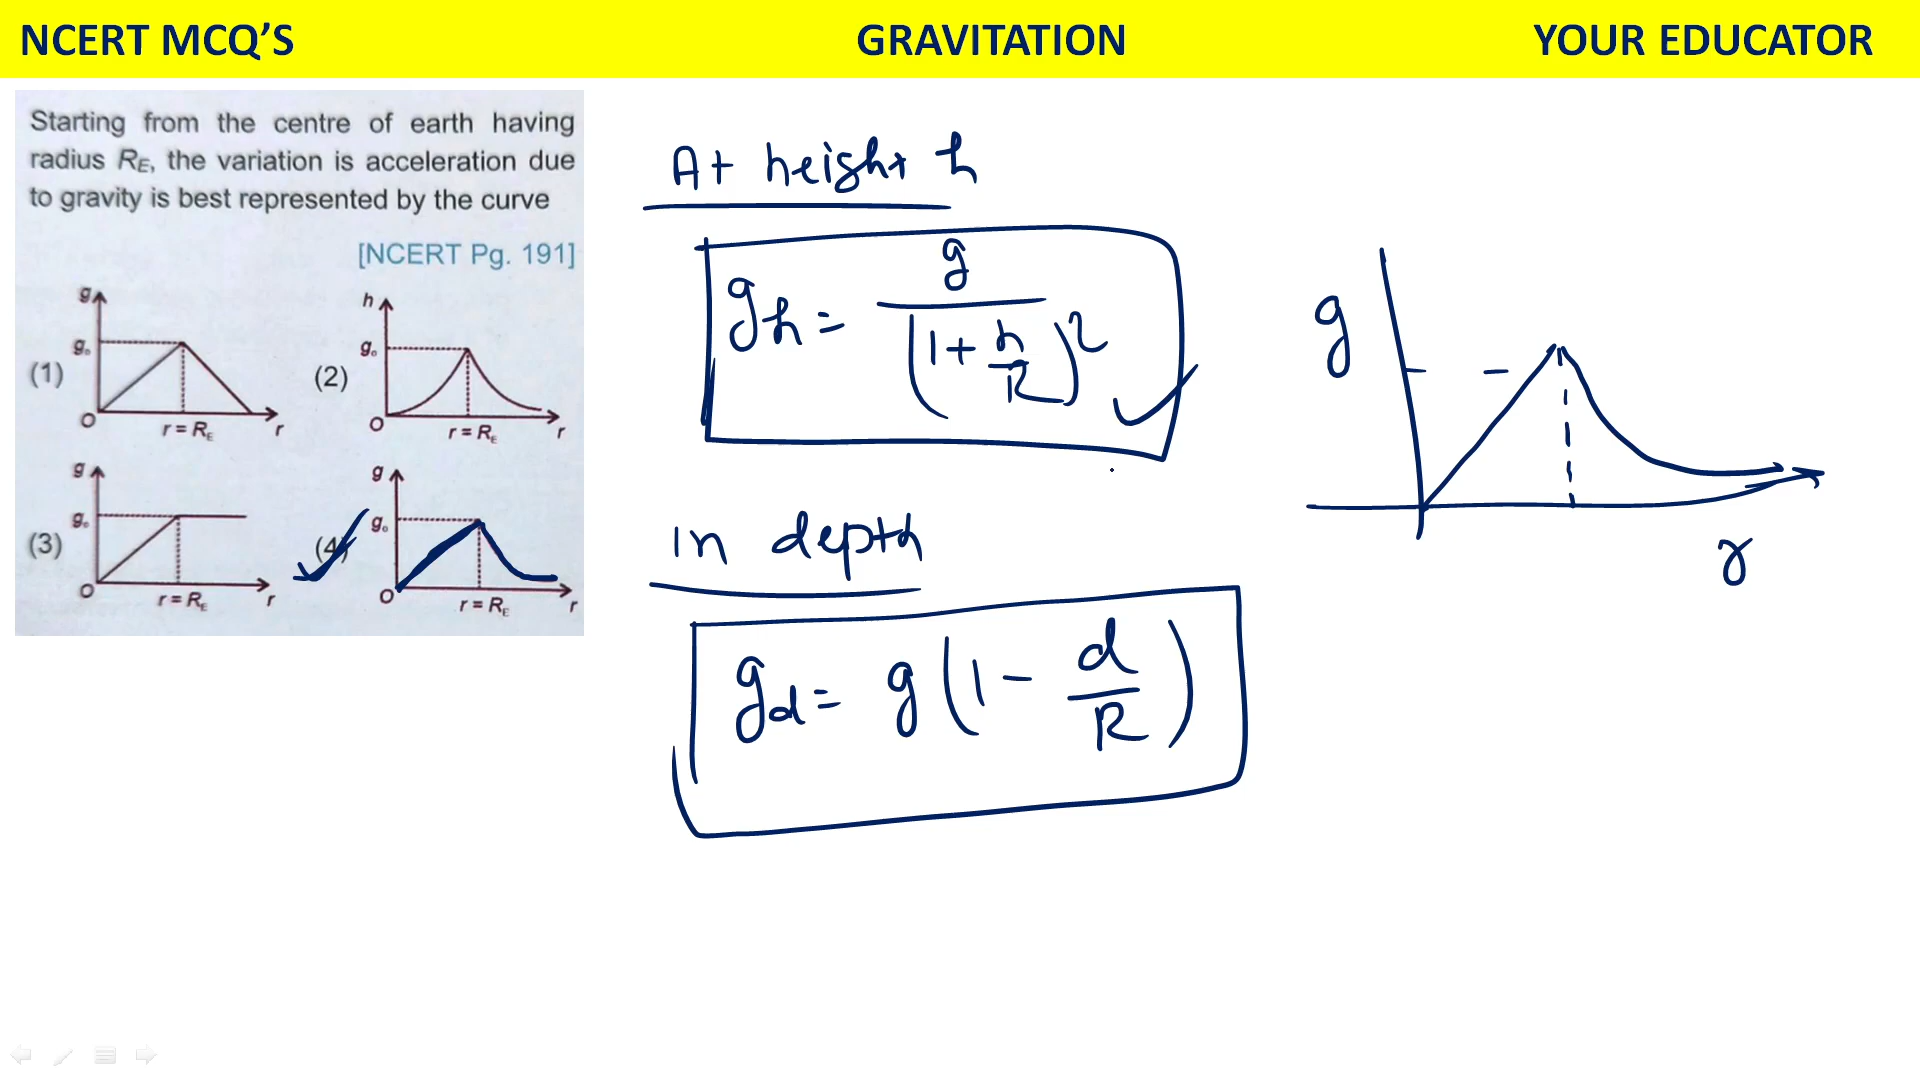 NCERT MCQ'S GRAVITATION YOUR EDUCATOR
Starting from the centre of earth having
radius R_E, the variation is acceleration due
to gravity is best represented by the curve
[NCERT Pg. 191]
(1) g g₀ O r = R_E r
(2) h g₀ O r = R_E r
(3) g g₀ O r = R_E r
(4) g g₀ O r = R_E r
At height h
g_h = g / (1 + h/R)²
In depth
g_d = g (1 - d/R)
g
r